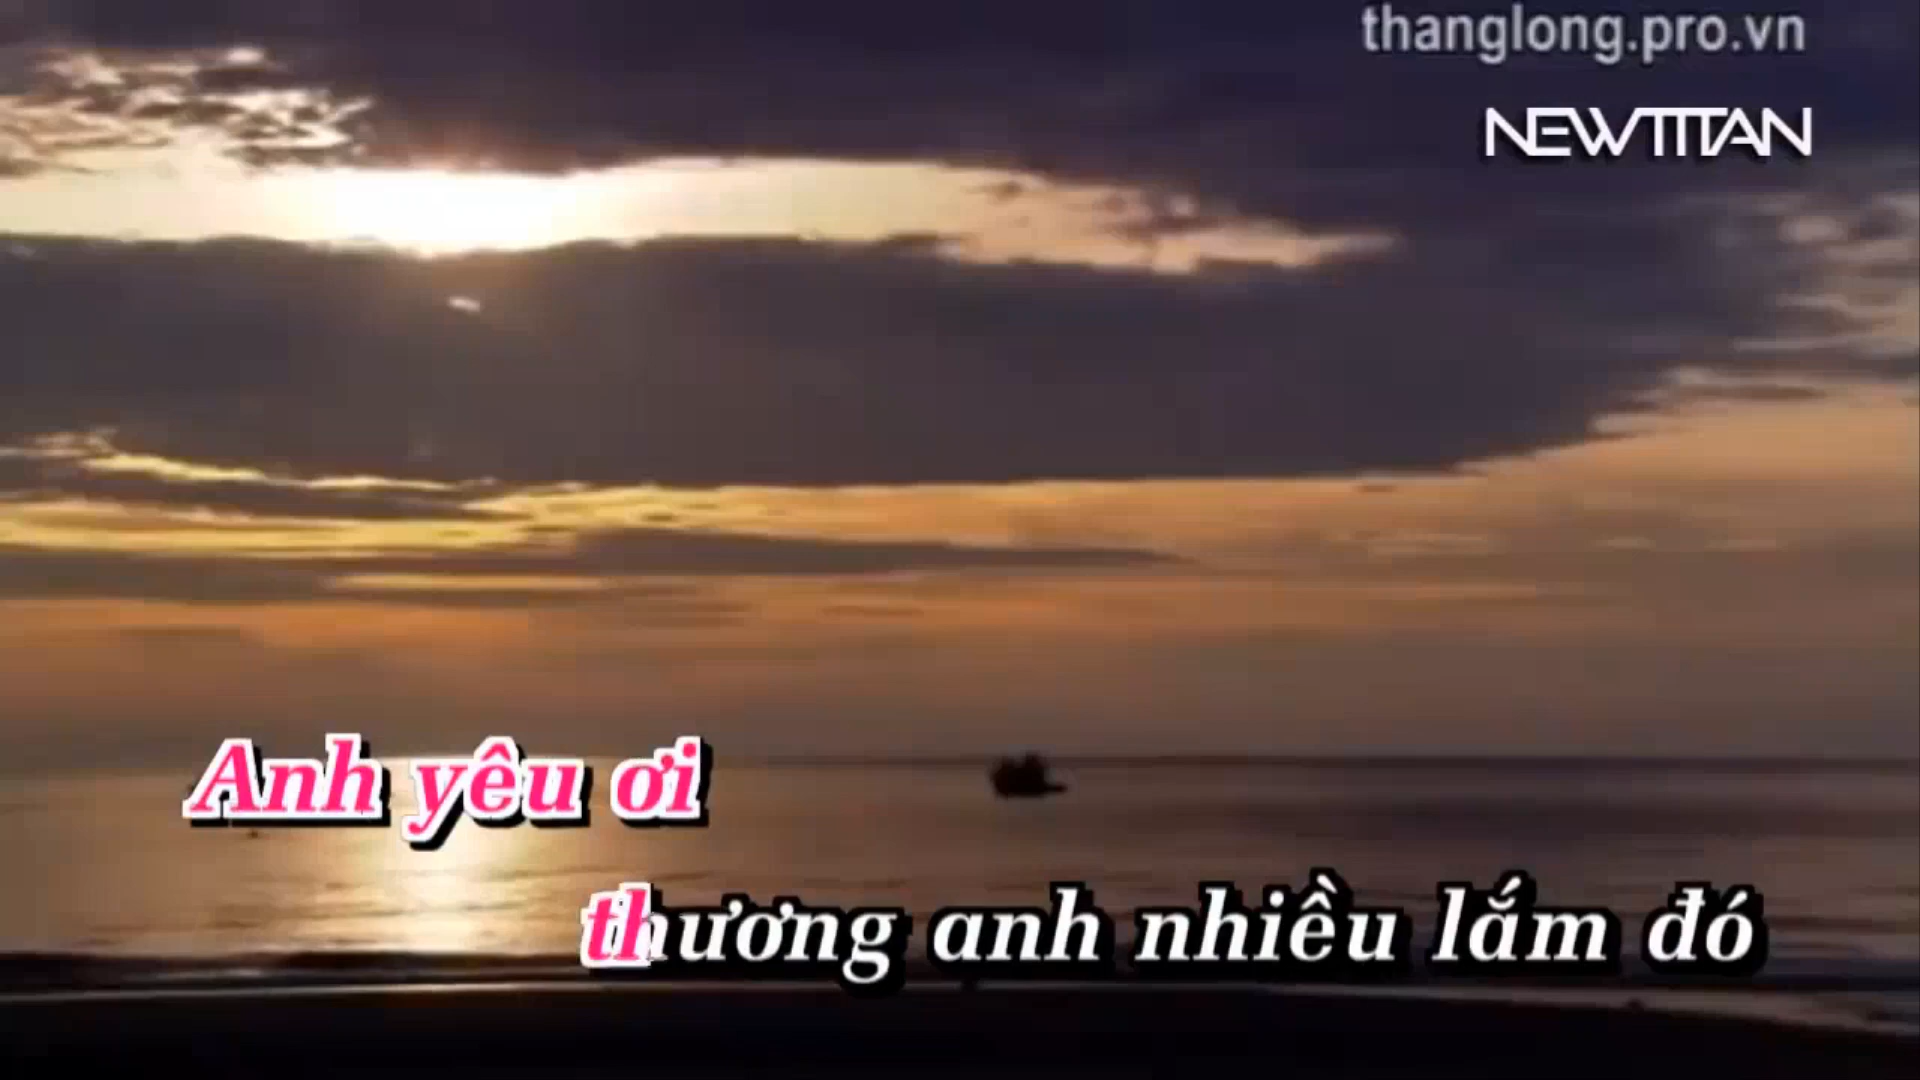 thanglong.pro.vn
NEWTITAN
Anh yêu ơi
thương anh nhiều lắm đó